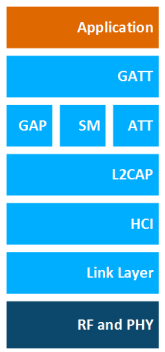 Application
GATT
GAP SM ATT
L2CAP
HCI
Link Layer
RF and PHY